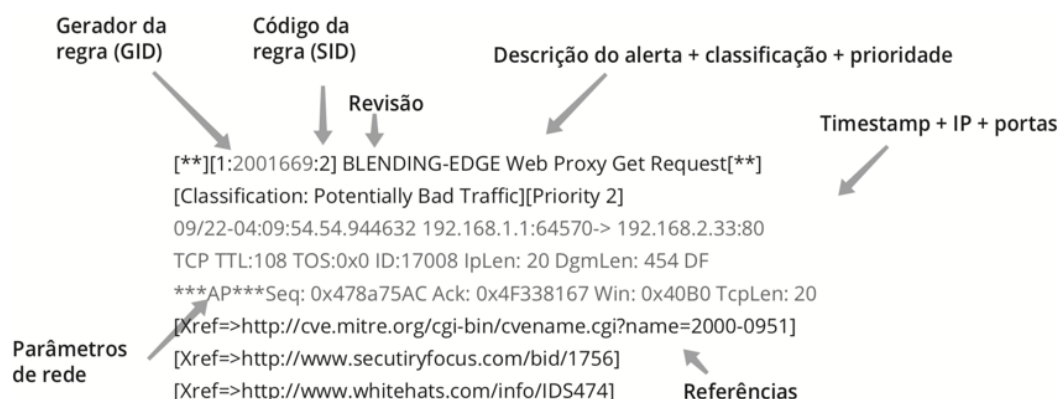 Gerador da
regra (GID)
Código da
regra (SID)
Revisão
Descrição do alerta + classificação + prioridade
Timestamp + IP + portas
[**][1:2001669:2] BLENDING-EDGE Web Proxy Get Request[**]
[Classification: Potentially Bad Traffic][Priority 2]
09/22-04:09:54.54.944632 192.168.1.1:64570-> 192.168.2.33:80
TCP TTL:108 TOS:0x0 ID:17008 IpLen: 20 DgmLen: 454 DF
***AP***Seq: 0x478a75AC Ack: 0x4F338167 Win: 0x40B0 TcpLen: 20
[Xref=>http://cve.mitre.org/cgi-bin/cvename.cgi?name=2000-0951]
[Xref=>http://www.secutiryfocus.com/bid/1756]
[Xref=>http://www.whitehats.com/info/IDS474]
Parâmetros
de rede
Referências